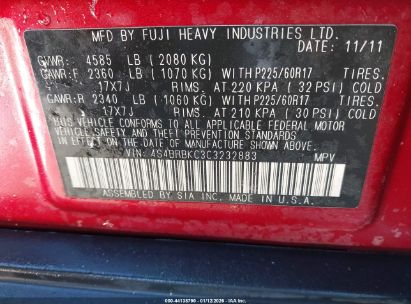 MFD BY FUJI HEAVY INDUSTRIES LTD.
DATE: 11/11
GVWR: 4585 LB (2080 KG)
GAWR:F 2360 LB (1070 KG) WITH P225/60R17 TIRES.
17X7J RIMS. AT 220 KPA (32 PSI) COLD
GAWR:R 2340 LB (1060 KG) WITH P225/60R17 TIRES.
17X7J RIMS. AT 210 KPA (30 PSI) COLD
THIS VEHICLE CONFORMS TO ALL APPLICABLE FEDERAL MOTOR
VEHICLE SAFETY AND THEFT PREVENTION STANDARDS
IN EFFECT ON THE DATE OF MANUFACTURE SHOWN ABOVE.
VIN: 4S4BRBKC3C3232883 MPV
ASSEMBLED BY SIA INC. MADE IN U.S.A.